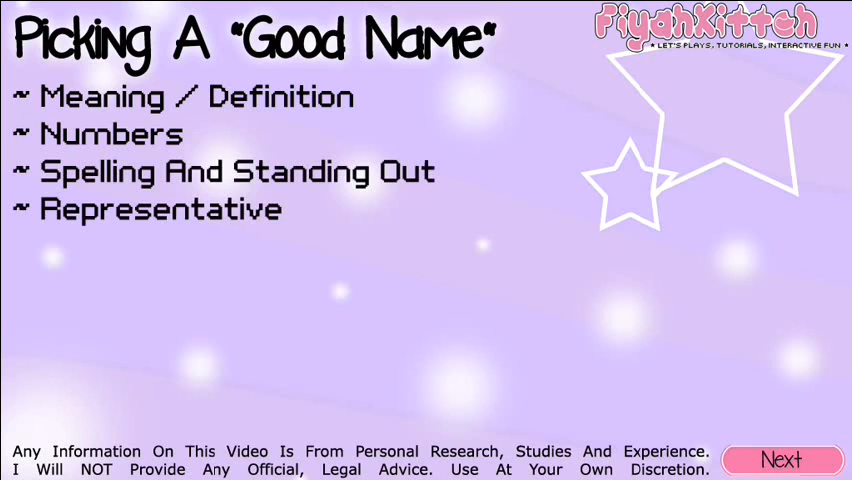 Picking A "Good Name"
FiyahKitteh
* LET'S PLAYS, TUTORIALS, INTERACTIVE FUN *
~ Meaning / Definition
~ Numbers
~ Spelling And Standing Out
~ Representative
Any Information On This Video Is From Personal Research, Studies And Experience.
I Will NOT Provide Any Official, Legal Advice. Use At Your Own Discretion.
Next